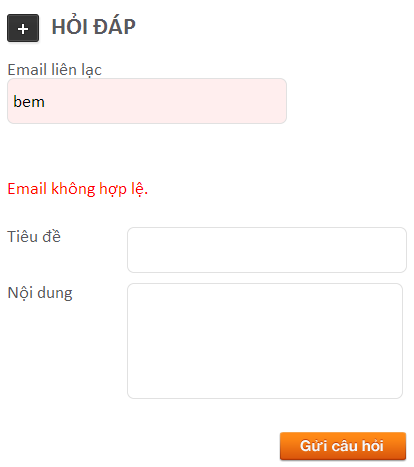 HỎI ĐÁP
Email liên lạc
bem
Email không hợp lệ.
Tiêu đề
Nội dung
Gửi câu hỏi